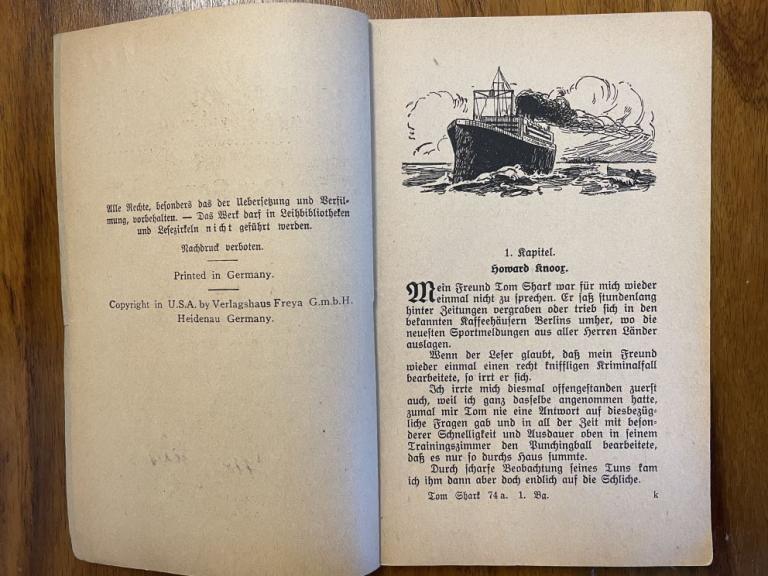 Alle Rechte, besonders das der Uebersetzung und Verfil-
mung, vorbehalten. — Das Werk darf in Leihbibliotheken
und Lesezirkeln nicht geführt werden.
Nachdruck verboten.
Printed in Germany.
Copyright in U.S.A. by Verlagshaus Freya G.m.b.H.
Heidenau Germany.
1. Kapitel.
Howard Knox.
Mein Freund Tom Shark war für mich wieder
einmal nicht zu sprechen. Er saß stundenlang
hinter Zeitungen vergraben oder trieb sich in den
bekannten Kaffeehäusern Berlins umher, wo die
neuesten Sportmeldungen aus aller Herren Länder
auslagen.
Wenn der Leser glaubt, daß mein Freund
wieder einmal einen recht kniffligen Kriminalfall
bearbeitete, so irrt er sich.
Ich irrte mich diesmal offengestanden zuerst
auch, weil ich ganz dasselbe angenommen hatte,
zumal mir Tom nie eine Antwort auf diesbezüg-
liche Fragen gab und in all der Zeit mit beson-
derer Schnelligkeit und Ausdauer oben in seinem
Trainingszimmer den Punchingball bearbeitete,
daß es nur so durchs Haus summte.
Durch scharfe Beobachtung seines Tuns kam
ich ihm dann aber doch endlich auf die Schliche.
Tom Shark 74 a. 1. Bg. k